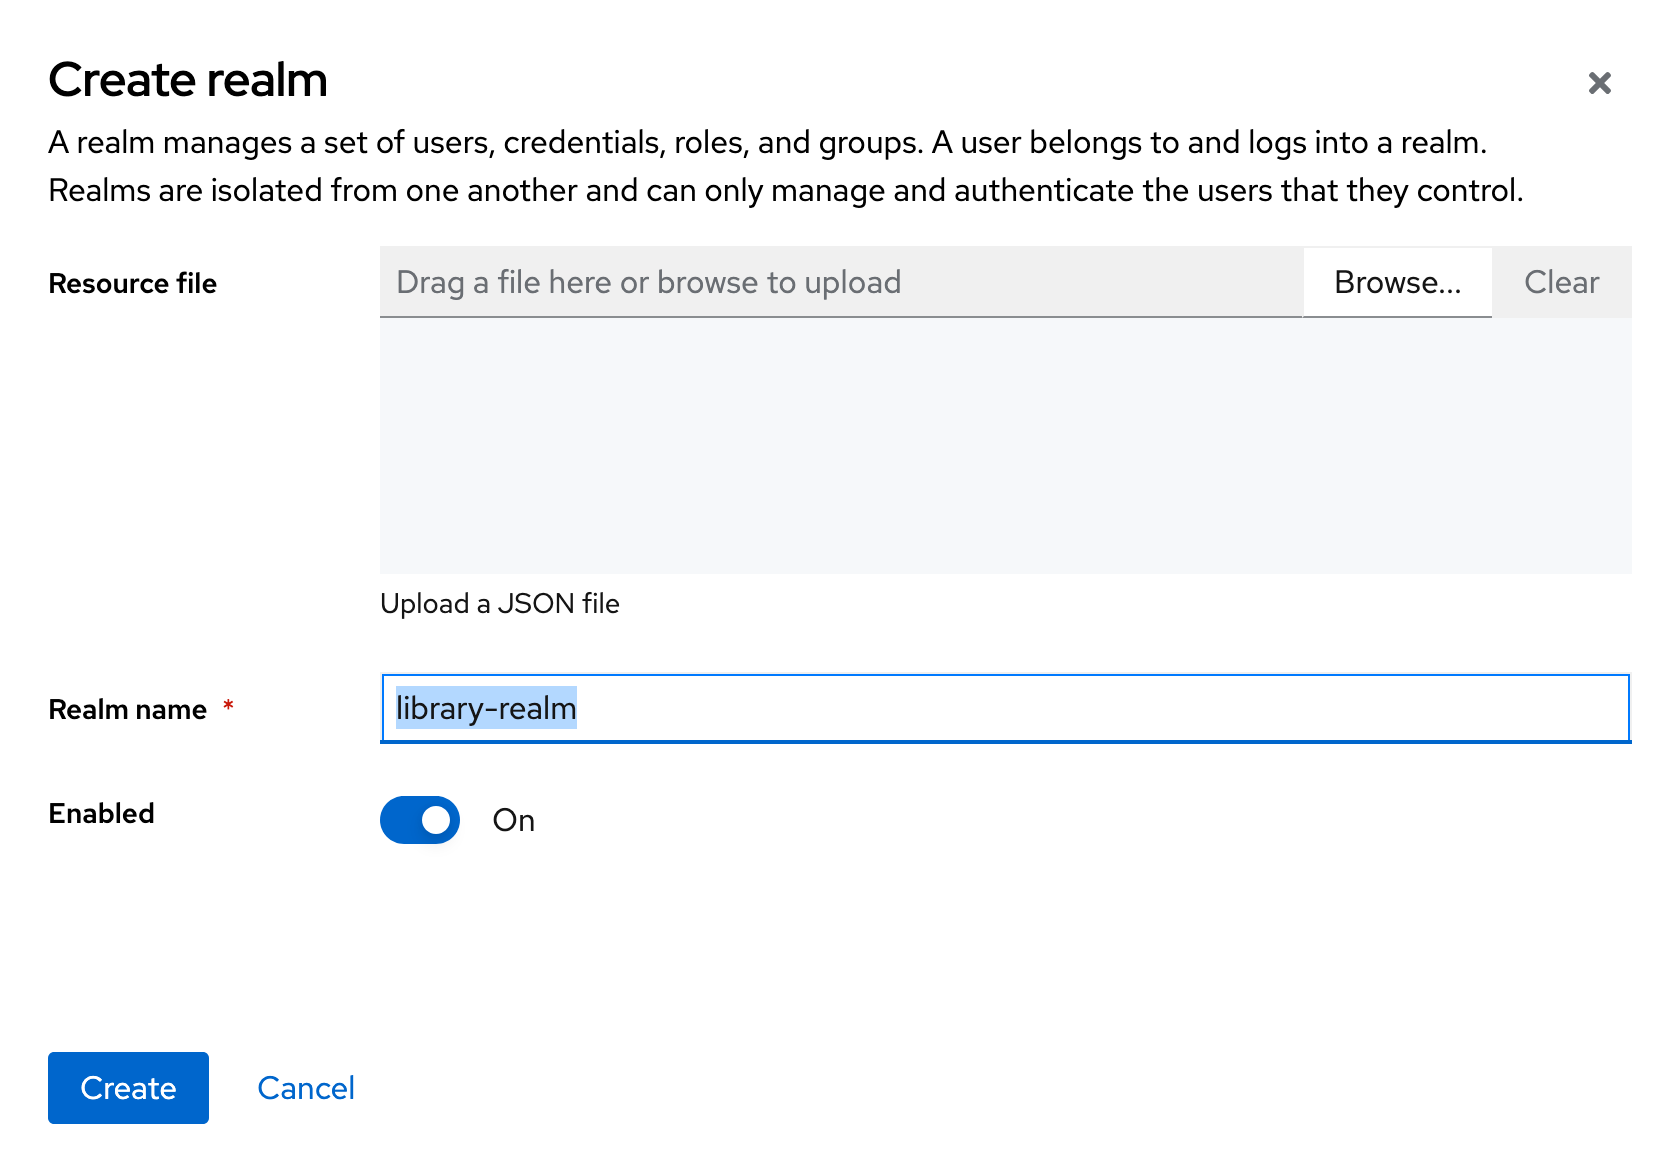 Create realm
A realm manages a set of users, credentials, roles, and groups. A user belongs to and logs into a realm.
Realms are isolated from one another and can only manage and authenticate the users that they control.
Resource file
Drag a file here or browse to upload
Browse...
Clear
Upload a JSON file
Realm name *
library-realm
Enabled
On
Create
Cancel